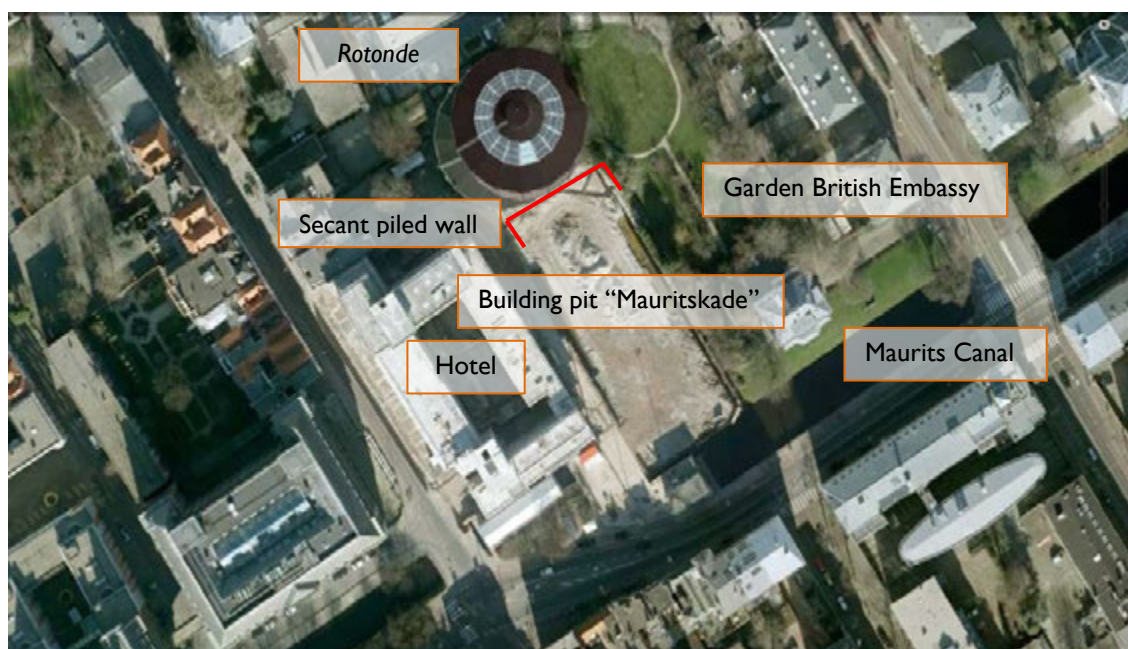 Rotonde
Garden British Embassy
Secant piled wall
Building pit “Mauritskade”
Maurits Canal
Hotel